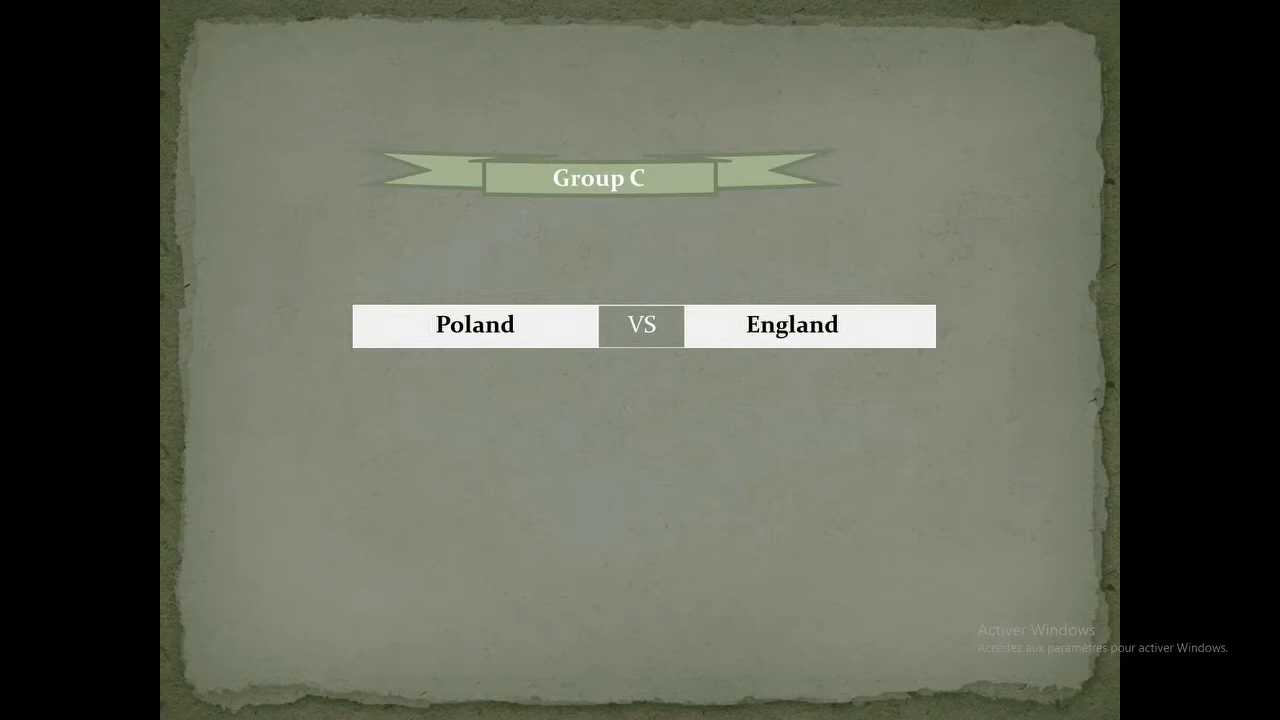 Group C
Poland VS England
Activer Windows
Accédez aux paramètres pour activer Windows.